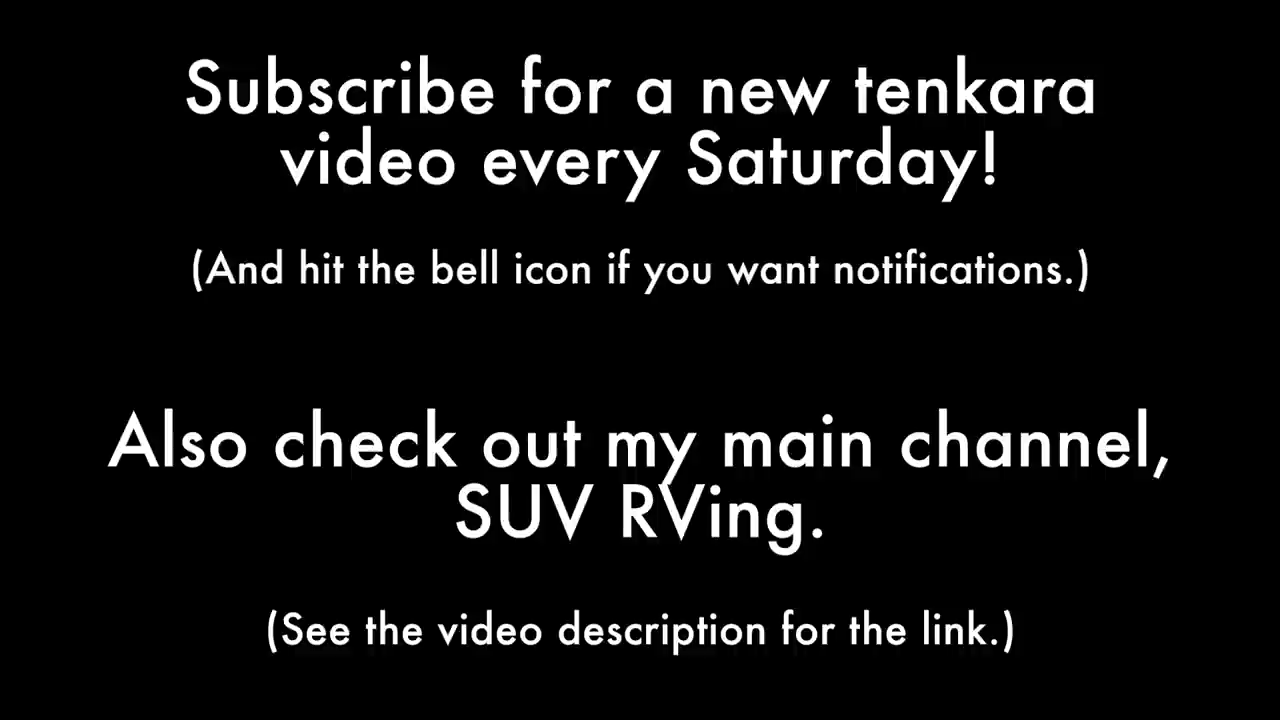 Subscribe for a new tenkara
video every Saturday!
(And hit the bell icon if you want notifications.)
Also check out my main channel,
SUV RVing.
(See the video description for the link.)